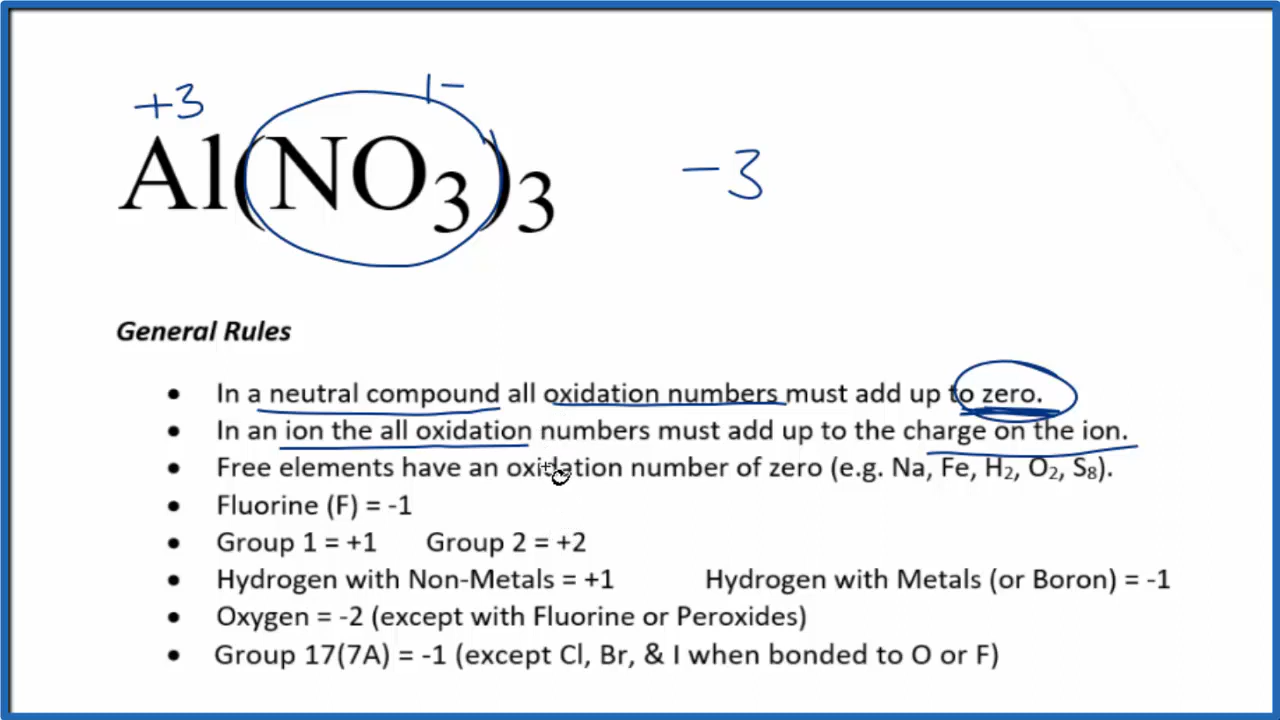 +3 1-
Al(NO₃)₃ -3
General Rules
• In a neutral compound all oxidation numbers must add up to zero.
• In an ion the all oxidation numbers must add up to the charge on the ion.
• Free elements have an oxidation number of zero (e.g. Na, Fe, H₂, O₂, S₈).
• Fluorine (F) = -1
• Group 1 = +1 Group 2 = +2
• Hydrogen with Non-Metals = +1 Hydrogen with Metals (or Boron) = -1
• Oxygen = -2 (except with Fluorine or Peroxides)
• Group 17(7A) = -1 (except Cl, Br, & I when bonded to O or F)